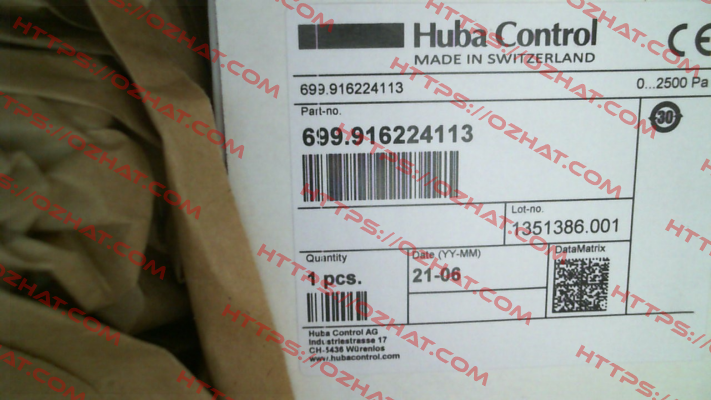 Huba Control
CE
MADE IN SWITZERLAND
699.916224113
0...2500 Pa
Part-no.
699.916224113
30
Lot-no.
1351386.001
Quantity
1 pcs.
Date (YY-MM)
21-06
DataMatrix
Huba Control AG
Industriestrasse 17
CH-5436 Würenlos
www.hubacontrol.com
HTTPS://OZHAT.COM